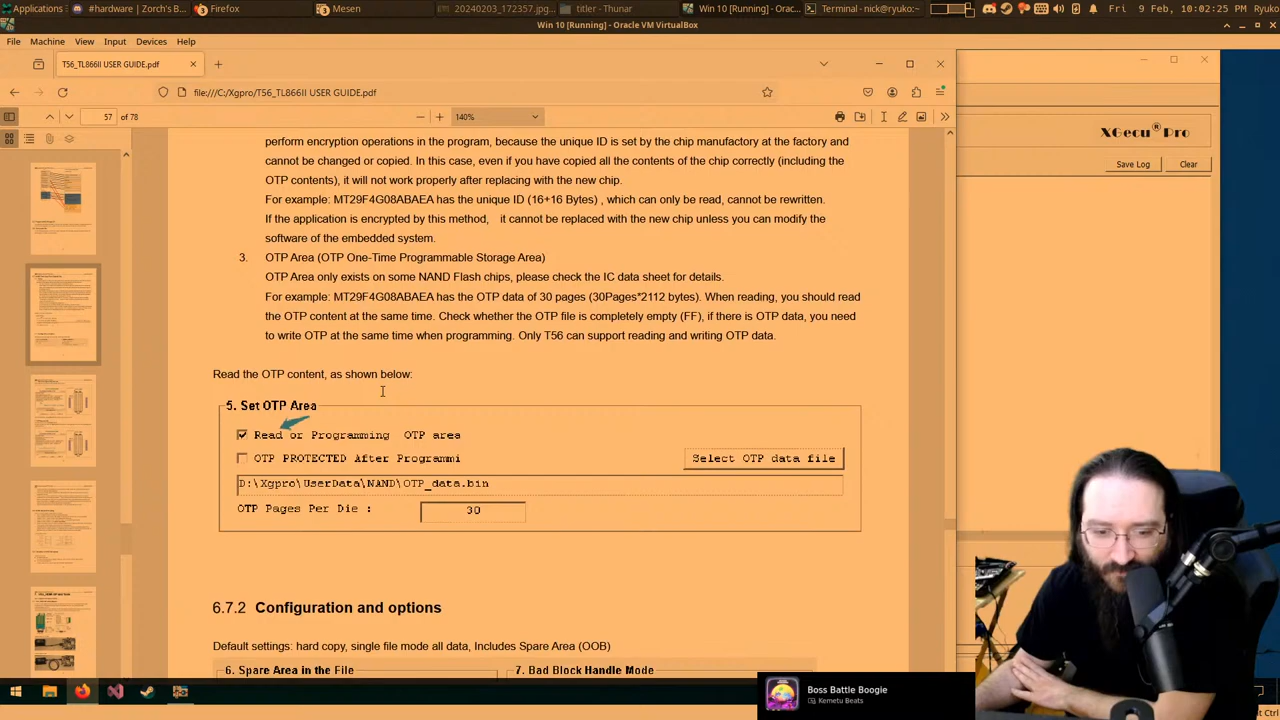 Applications
#hardware | Zorch's B...
Firefox
Mesen
20240203_172357.jpg...
titler - Thunar
Win 10 [Running] - Orac...
Terminal - nick@ryuko:~
Fri, 9 Feb, 10:02:25
Ryuko
Win 10 [Running] - Oracle VM VirtualBox
File Machine View Input Devices Help
T56_TL866II USER GUIDE.pdf
file:///C:/Xgpro/T56_TL866II USER GUIDE.pdf
57 of 78
140%
XGecu® Pro
Save Log
Clear
perform encryption operations in the program, because the unique ID is set by the chip manufactory at the factory and
cannot be changed or copied. In this case, even if you have copied all the contents of the chip correctly (including the
OTP contents), it will not work properly after replacing with the new chip.
For example: MT29F4G08ABAEA has the unique ID (16+16 Bytes) , which can only be read, cannot be rewritten.
If the application is encrypted by this method, it cannot be replaced with the new chip unless you can modify the
software of the embedded system.
3. OTP Area (OTP One-Time Programmable Storage Area)
OTP Area only exists on some NAND Flash chips, please check the IC data sheet for details.
For example: MT29F4G08ABAEA has the OTP data of 30 pages (30Pages*2112 bytes). When reading, you should read
the OTP content at the same time. Check whether the OTP file is completely empty (FF), if there is OTP data, you need
to write OTP at the same time when programming. Only T56 can support reading and writing OTP data.
Read the OTP content, as shown below:
5. Set OTP Area
Read or Programming OTP area
OTP PROTECTED After Programmi
Select OTP data file
D:\Xgpro\UserData\NAND\OTP_data.bin
OTP Pages Per Die : 30
6.7.2 Configuration and options
Default settings: hard copy, single file mode all data, Includes Spare Area (OOB)
6. Spare Area in the File
7. Bad Block Handle Mode
Boss Battle Boogie
Kemetu Beats
Ctrl